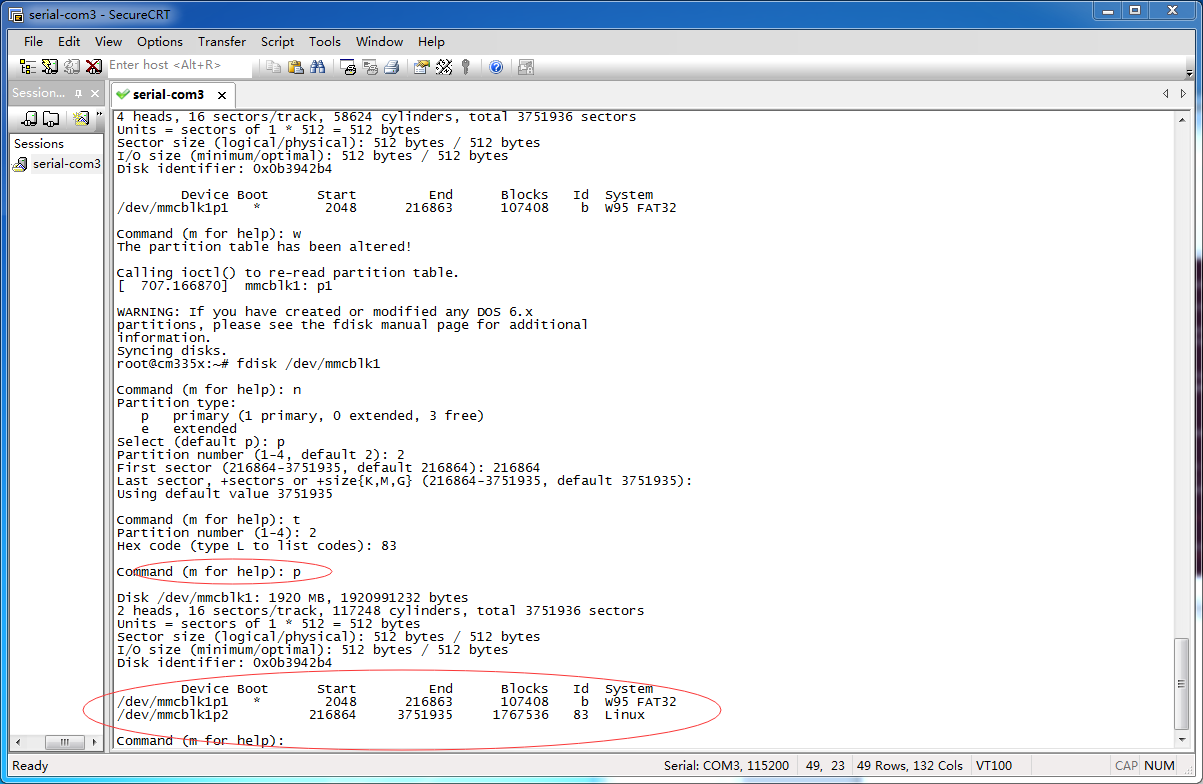 serial-com3 - SecureCRT
File Edit View Options Transfer Script Tools Window Help
Enter host <Alt+R>
Session...
serial-com3
Sessions
serial-com3
4 heads, 16 sectors/track, 58624 cylinders, total 3751936 sectors
Units = sectors of 1 * 512 = 512 bytes
Sector size (logical/physical): 512 bytes / 512 bytes
I/O size (minimum/optimal): 512 bytes / 512 bytes
Disk identifier: 0x0b3942b4
Device Boot Start End Blocks Id System
/dev/mmcblk1p1 * 2048 216863 107408 b W95 FAT32
Command (m for help): w
The partition table has been altered!
Calling ioctl() to re-read partition table.
[ 707.166870] mmcblk1: p1
WARNING: If you have created or modified any DOS 6.x
partitions, please see the fdisk manual page for additional
information.
Syncing disks.
root@cm335x:~# fdisk /dev/mmcblk1
Command (m for help): n
Partition type:
p primary (1 primary, 0 extended, 3 free)
e extended
Select (default p): p
Partition number (1-4, default 2): 2
First sector (216864-3751935, default 216864): 216864
Last sector, +sectors or +size{K,M,G} (216864-3751935, default 3751935):
Using default value 3751935
Command (m for help): t
Partition number (1-4): 2
Hex code (type L to list codes): 83
Command (m for help): p
Disk /dev/mmcblk1: 1920 MB, 1920991232 bytes
2 heads, 16 sectors/track, 117248 cylinders, total 3751936 sectors
Units = sectors of 1 * 512 = 512 bytes
Sector size (logical/physical): 512 bytes / 512 bytes
I/O size (minimum/optimal): 512 bytes / 512 bytes
Disk identifier: 0x0b3942b4
Device Boot Start End Blocks Id System
/dev/mmcblk1p1 * 2048 216863 107408 b W95 FAT32
/dev/mmcblk1p2 216864 3751935 1767536 83 Linux
Command (m for help):
Ready Serial: COM3, 115200 49, 23 49 Rows, 132 Cols VT100 CAP NUM